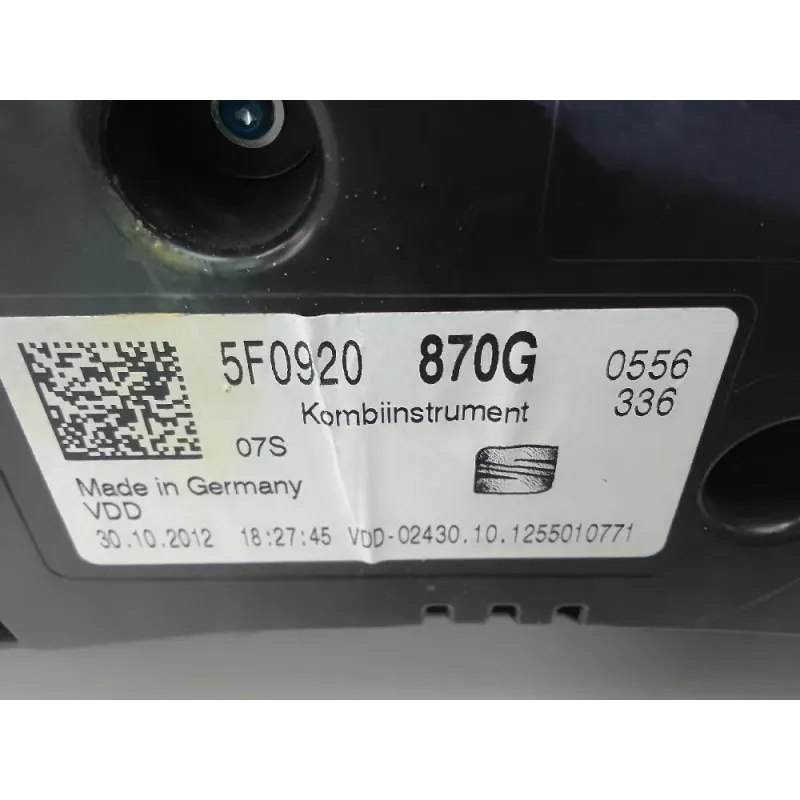 5F0920 870G 0556
Kombiinstrument 336
07S
Made in Germany
VDD
30.10.2012 18:27:45 VDD-02430.10.1255010771